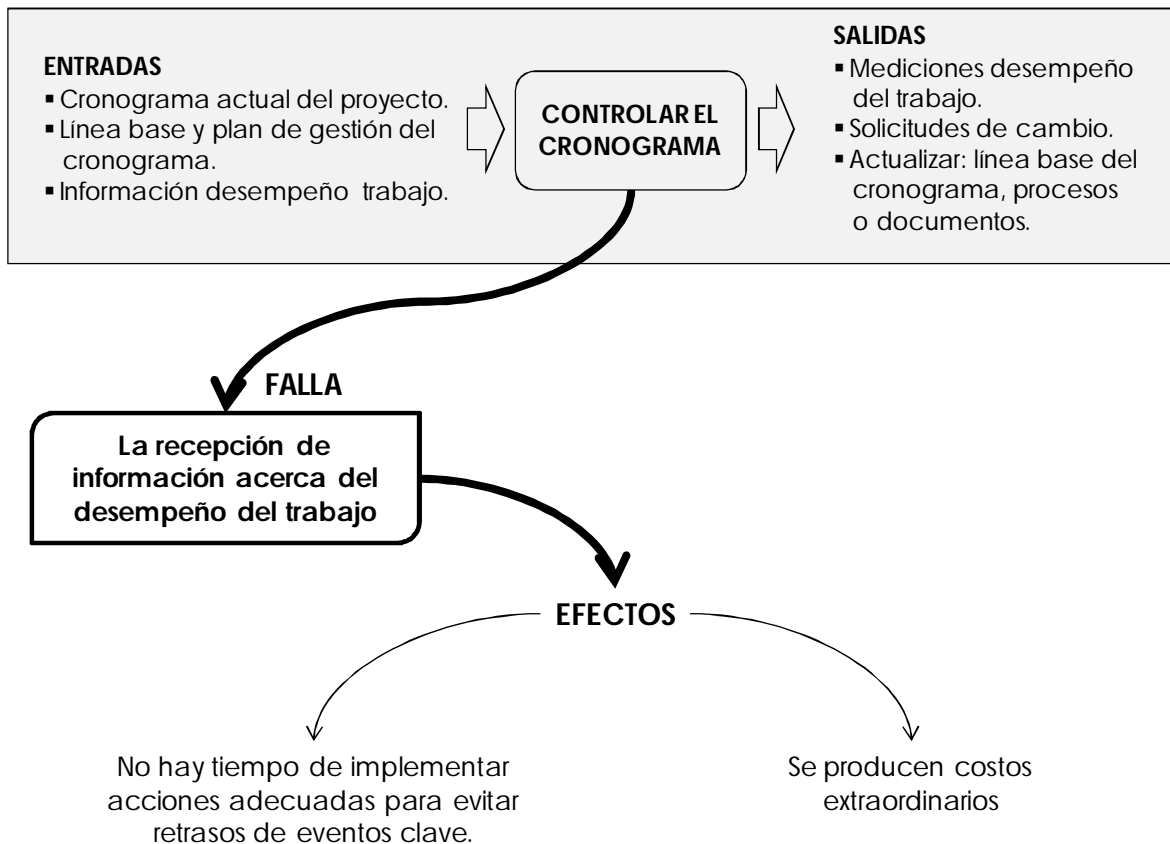 ENTRADAS
▪ Cronograma actual del proyecto.
▪ Línea base y plan de gestión del
cronograma.
▪ Información desempeño trabajo.
CONTROLAR EL
CRONOGRAMA
SALIDAS
▪ Mediciones desempeño
del trabajo.
▪ Solicitudes de cambio.
▪ Actualizar: línea base del
cronograma, procesos
o documentos.
FALLA
La recepción de
información acerca del
desempeño del trabajo
EFECTOS
No hay tiempo de implementar
acciones adecuadas para evitar
retrasos de eventos clave.
Se producen costos
extraordinarios